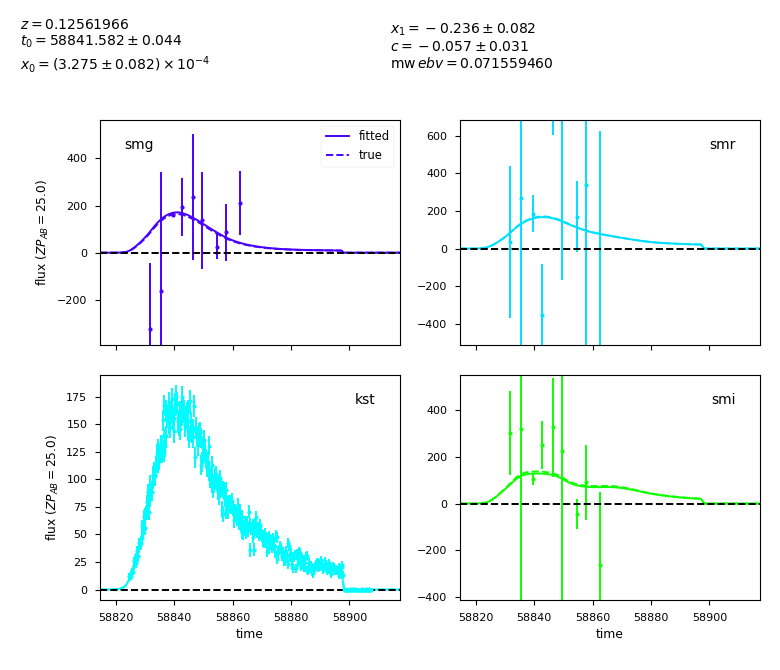 z = 0.12561966
t0 = 58841.582 ± 0.044
x0 = (3.275 ± 0.082) × 10^−4
x1 = −0.236 ± 0.082
c = −0.057 ± 0.031
mw ebv = 0.071559460
smg
fitted
true
400
200
0
−200
flux (ZP_AB = 25.0)
smr
600
400
200
0
−200
−400
kst
175
150
125
100
75
50
25
0
flux (ZP_AB = 25.0)
58820 58840 58860 58880 58900
time
smi
400
200
0
−200
−400
58820 58840 58860 58880 58900
time